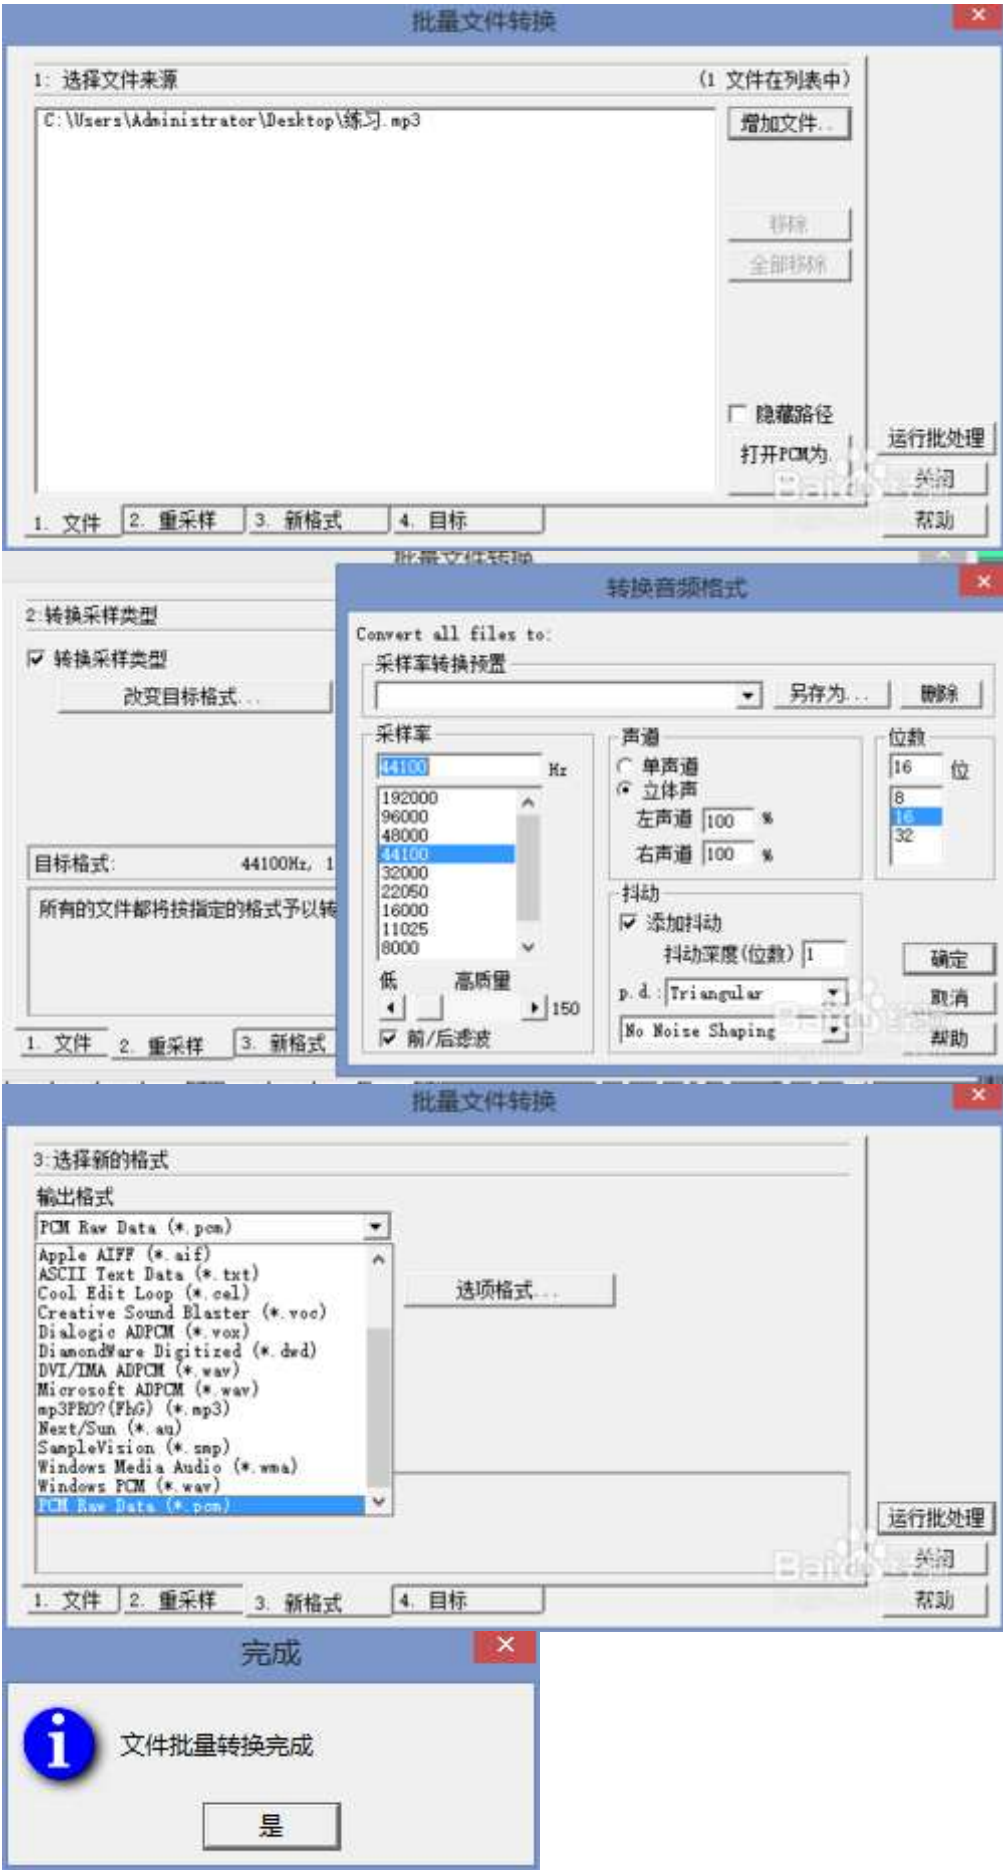 批量文件转换
1: 选择文件来源 (1 文件在列表中)
C:\Users\Administrator\Desktop\练习.mp3
增加文件..
移除
全部移除
隐藏路径
打开PCM为.
运行批处理
关闭
帮助
1. 文件 2. 重采样 3. 新格式 4. 目标
批量文件转换
2:转换采样类型
转换采样类型
改变目标格式...
目标格式: 44100Hz, 1
所有的文件都将按指定的格式予以转
1. 文件 2. 重采样 3. 新格式
转换音频格式
Convert all files to:
采样率转换预置
另存为... 删除
采样率
44100 Hz
192000
96000
48000
44100
32000
22050
16000
11025
8000
低 高质量
150
前/后滤波
声道
单声道
立体声
左声道 100 %
右声道 100 %
抖动
添加抖动
抖动深度(位数) 1
p.d.: Triangular
No Noise Shaping
位数
16 位
8
16
32
确定
取消
帮助
批量文件转换
3:选择新的格式
输出格式
PCM Raw Data (*.pcm)
Apple AIFF (*.aif)
ASCII Text Data (*.txt)
Cool Edit Loop (*.cel)
Creative Sound Blaster (*.voc)
Dialogic ADPCM (*.vox)
DiamondWare Digitized (*.dwd)
DVI/IMA ADPCM (*.wav)
Microsoft ADPCM (*.wav)
mp3PRO?(FhG) (*.mp3)
Next/Sun (*.au)
SampleVision (*.smp)
Windows Media Audio (*.wma)
Windows PCM (*.wav)
PCM Raw Data (*.pcm)
选项格式...
运行批处理
关闭
帮助
1. 文件 2. 重采样 3. 新格式 4. 目标
完成
文件批量转换完成
是